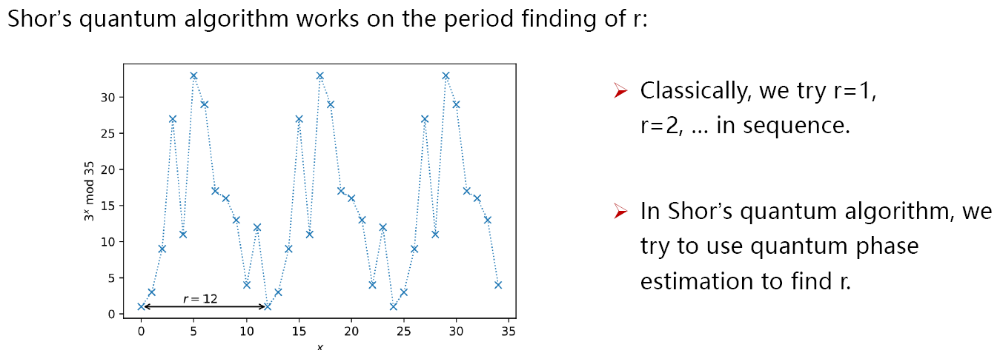 Shor’s quantum algorithm works on the period finding of r:
30
25
20
15
10
5
0
3ˣ mod 35
r = 12
0 5 10 15 20 25 30 35
x
➢ Classically, we try r=1,
r=2, ... in sequence.
➢ In Shor’s quantum algorithm, we
try to use quantum phase
estimation to find r.